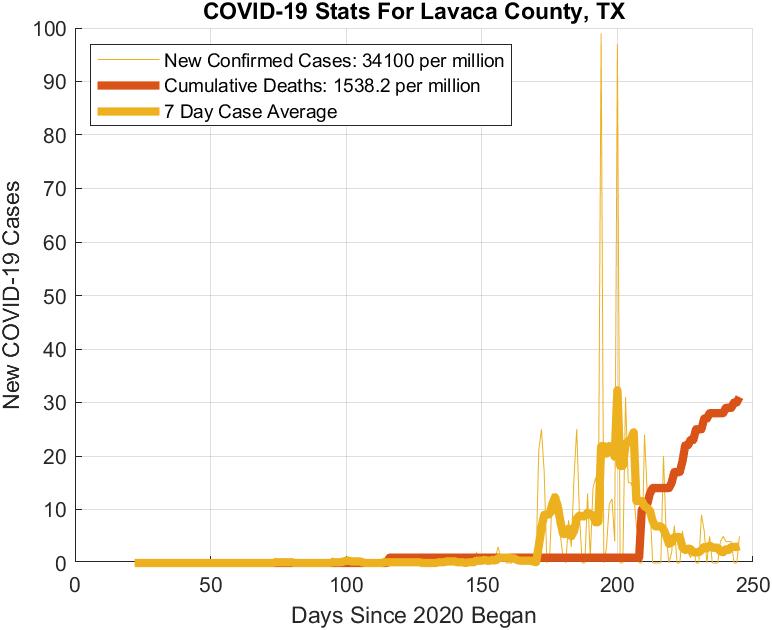 COVID-19 Stats For Lavaca County, TX
New Confirmed Cases: 34100 per million
Cumulative Deaths: 1538.2 per million
7 Day Case Average
New COVID-19 Cases
100
90
80
70
60
50
40
30
20
10
0
0 50 100 150 200 250
Days Since 2020 Began